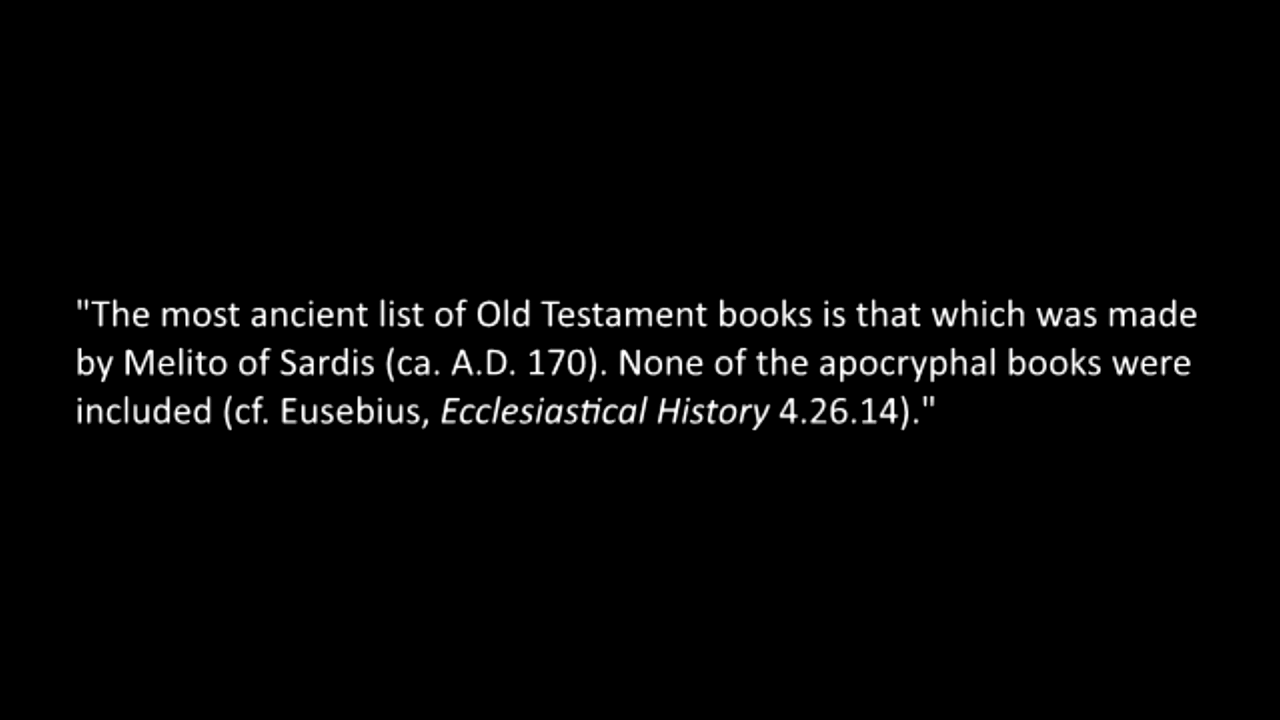 "The most ancient list of Old Testament books is that which was made
by Melito of Sardis (ca. A.D. 170). None of the apocryphal books were
included (cf. Eusebius, Ecclesiastical History 4.26.14)."